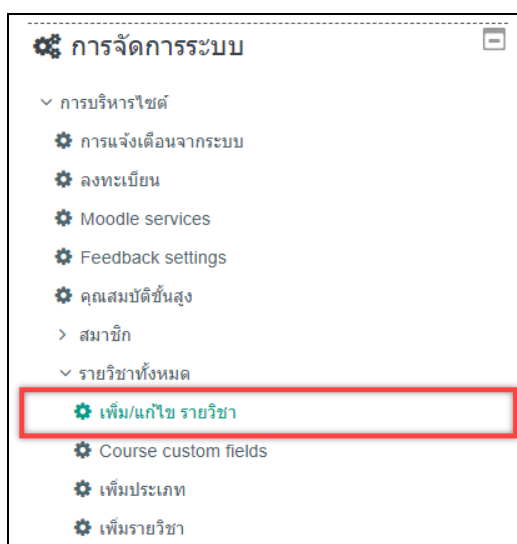 การจัดการระบบ
การบริหารไซต์
การแจ้งเตือนจากระบบ
ลงทะเบียน
Moodle services
Feedback settings
คุณสมบัติขั้นสูง
สมาชิก
รายวิชาทั้งหมด
เพิ่ม/แก้ไข รายวิชา
Course custom fields
เพิ่มประเภท
เพิ่มรายวิชา